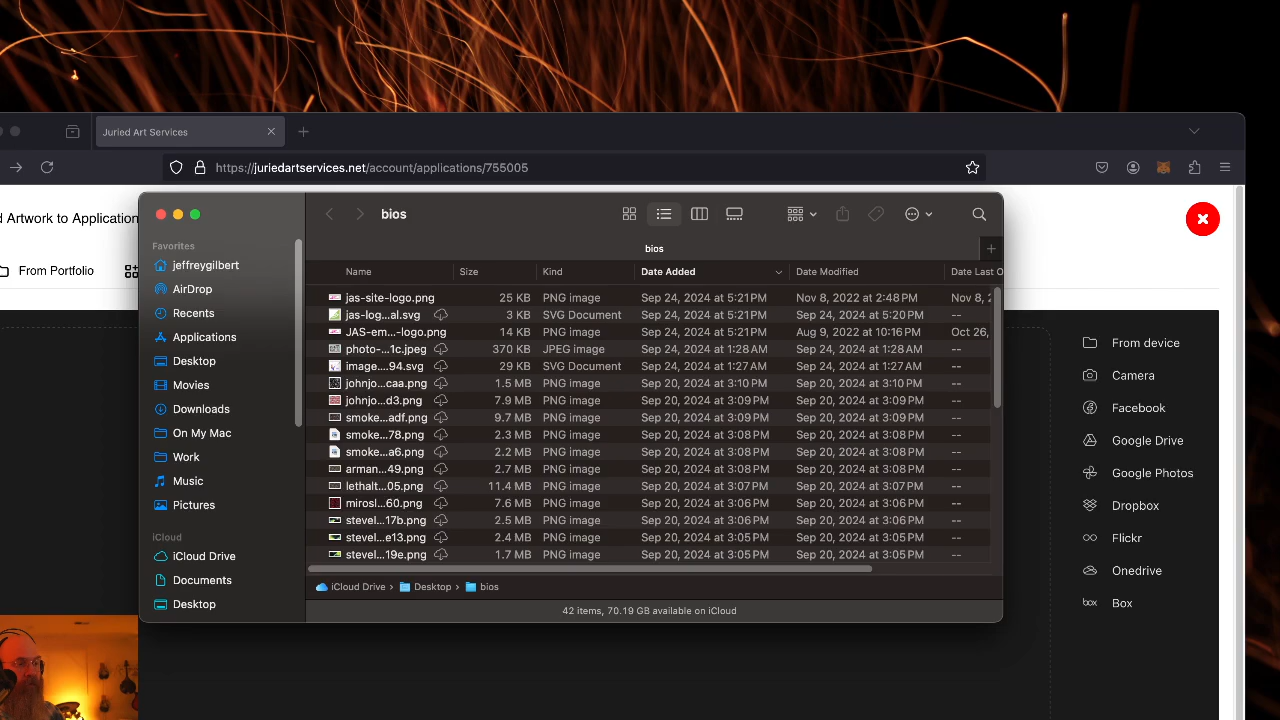 Juried Art Services
https://juriedartservices.net/account/applications/755005
d Artwork to Application
From Portfolio
bios
bios
Favorites
jeffreygilbert
AirDrop
Recents
Applications
Desktop
Movies
Downloads
On My Mac
Work
Music
Pictures
iCloud
iCloud Drive
Documents
Desktop
Name Size Kind Date Added Date Modified Date Last O
jas-site-logo.png 25 KB PNG image Sep 24, 2024 at 5:21 PM Nov 8, 2022 at 2:48 PM Nov 8, 2
jas-log...al.svg 3 KB SVG Document Sep 24, 2024 at 5:21 PM Sep 24, 2024 at 5:20 PM --
JAS-em...-logo.png 14 KB PNG image Sep 24, 2024 at 5:21 PM Aug 9, 2022 at 10:16 PM Oct 26,
photo-...1c.jpeg 370 KB JPEG image Sep 24, 2024 at 1:28 AM Sep 24, 2024 at 1:28 AM --
image....94.svg 29 KB SVG Document Sep 24, 2024 at 1:27 AM Sep 24, 2024 at 1:27 AM --
johnjo...caa.png 1.5 MB PNG image Sep 20, 2024 at 3:10 PM Sep 20, 2024 at 3:10 PM --
johnjo...d3.png 7.9 MB PNG image Sep 20, 2024 at 3:09 PM Sep 20, 2024 at 3:09 PM --
smoke...adf.png 9.7 MB PNG image Sep 20, 2024 at 3:09 PM Sep 20, 2024 at 3:09 PM --
smoke...78.png 2.3 MB PNG image Sep 20, 2024 at 3:08 PM Sep 20, 2024 at 3:08 PM --
smoke...a6.png 2.2 MB PNG image Sep 20, 2024 at 3:08 PM Sep 20, 2024 at 3:08 PM --
arman...49.png 2.7 MB PNG image Sep 20, 2024 at 3:08 PM Sep 20, 2024 at 3:08 PM --
lethalt...05.png 11.4 MB PNG image Sep 20, 2024 at 3:07 PM Sep 20, 2024 at 3:07 PM --
mirosl...60.png 7.6 MB PNG image Sep 20, 2024 at 3:06 PM Sep 20, 2024 at 3:06 PM --
stevel...17b.png 2.5 MB PNG image Sep 20, 2024 at 3:06 PM Sep 20, 2024 at 3:06 PM --
stevel...e13.png 2.4 MB PNG image Sep 20, 2024 at 3:05 PM Sep 20, 2024 at 3:05 PM --
stevel...19e.png 1.7 MB PNG image Sep 20, 2024 at 3:05 PM Sep 20, 2024 at 3:05 PM --
iCloud Drive > Desktop > bios
42 items, 70.19 GB available on iCloud
From device
Camera
Facebook
Google Drive
Google Photos
Dropbox
Flickr
Onedrive
box Box